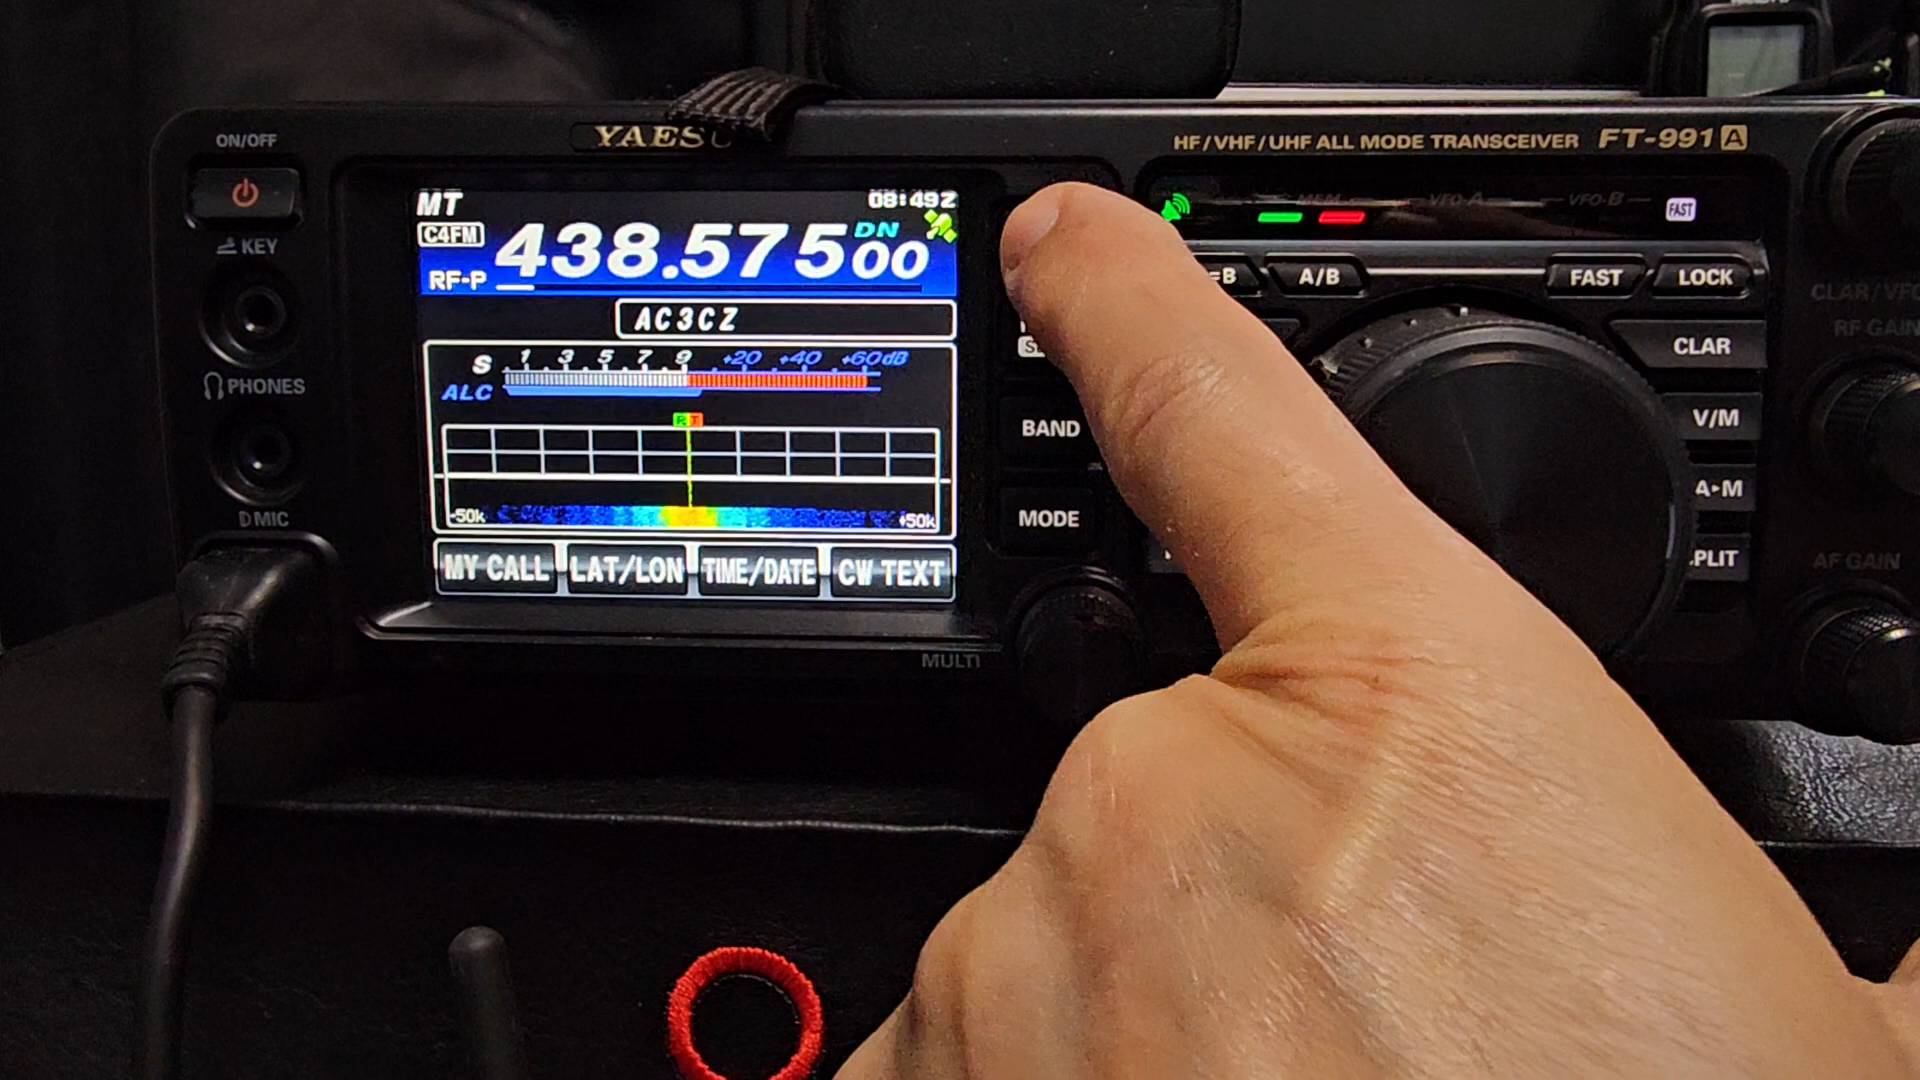 ON/OFF
YAESU
HF/VHF/UHF ALL MODE TRANSCEIVER FT-991A
KEY
PHONES
D MIC
MT
08:49Z
C4FM
438.57500
DN
RF-P
AC3CZ
S 1 3 5 7 9 +20 +40 +60dB
ALC
R T
-50k +50k
MY CALL LAT/LON TIME/DATE CW TEXT
MULTI
BAND
MODE
MEM VFO-A VFO-B FAST
=B A/B FAST LOCK
CLAR
V/M
A▸M
PLIT
CLAR/VFO
RF GAIN
AF GAIN